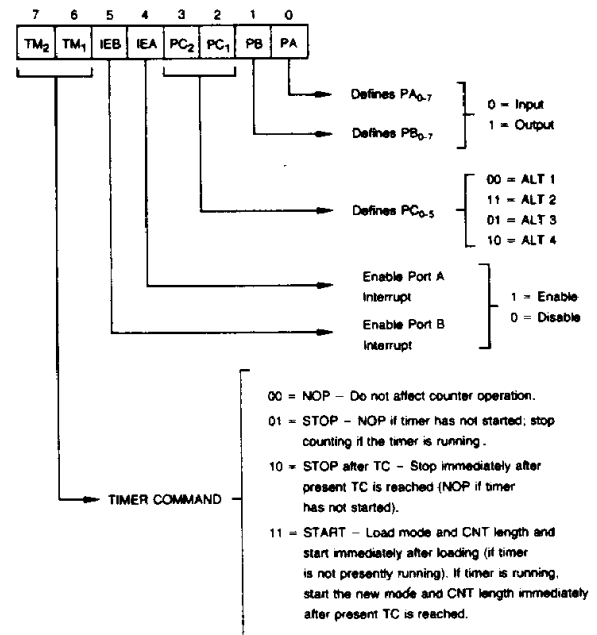 7 6 5 4 3 2 1 0
TM2 TM1 IEB IEA PC2 PC1 PB PA
Defines PA0-7
0 = Input
1 = Output
Defines PB0-7
Defines PC0-5
00 = ALT 1
11 = ALT 2
01 = ALT 3
10 = ALT 4
Enable Port A
Interrupt
1 = Enable
0 = Disable
Enable Port B
Interrupt
TIMER COMMAND
00 = NOP – Do not affect counter operation.
01 = STOP – NOP if timer has not started; stop
counting if the timer is running.
10 = STOP after TC – Stop immediately after
present TC is reached (NOP if timer
has not started).
11 = START – Load mode and CNT length and
start immediately after loading (if timer
is not presently running). If timer is running,
start the new mode and CNT length immediately
after present TC is reached.